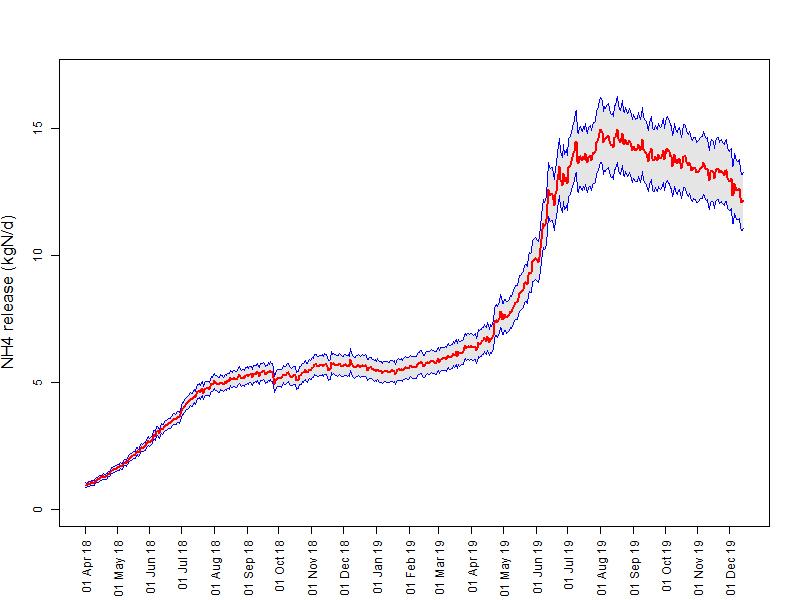 NH4 release (kgN/d)
15
10
5
0
01 Apr 18
01 May 18
01 Jun 18
01 Jul 18
01 Aug 18
01 Sep 18
01 Oct 18
01 Nov 18
01 Dec 18
01 Jan 19
01 Feb 19
01 Mar 19
01 Apr 19
01 May 19
01 Jun 19
01 Jul 19
01 Aug 19
01 Sep 19
01 Oct 19
01 Nov 19
01 Dec 19